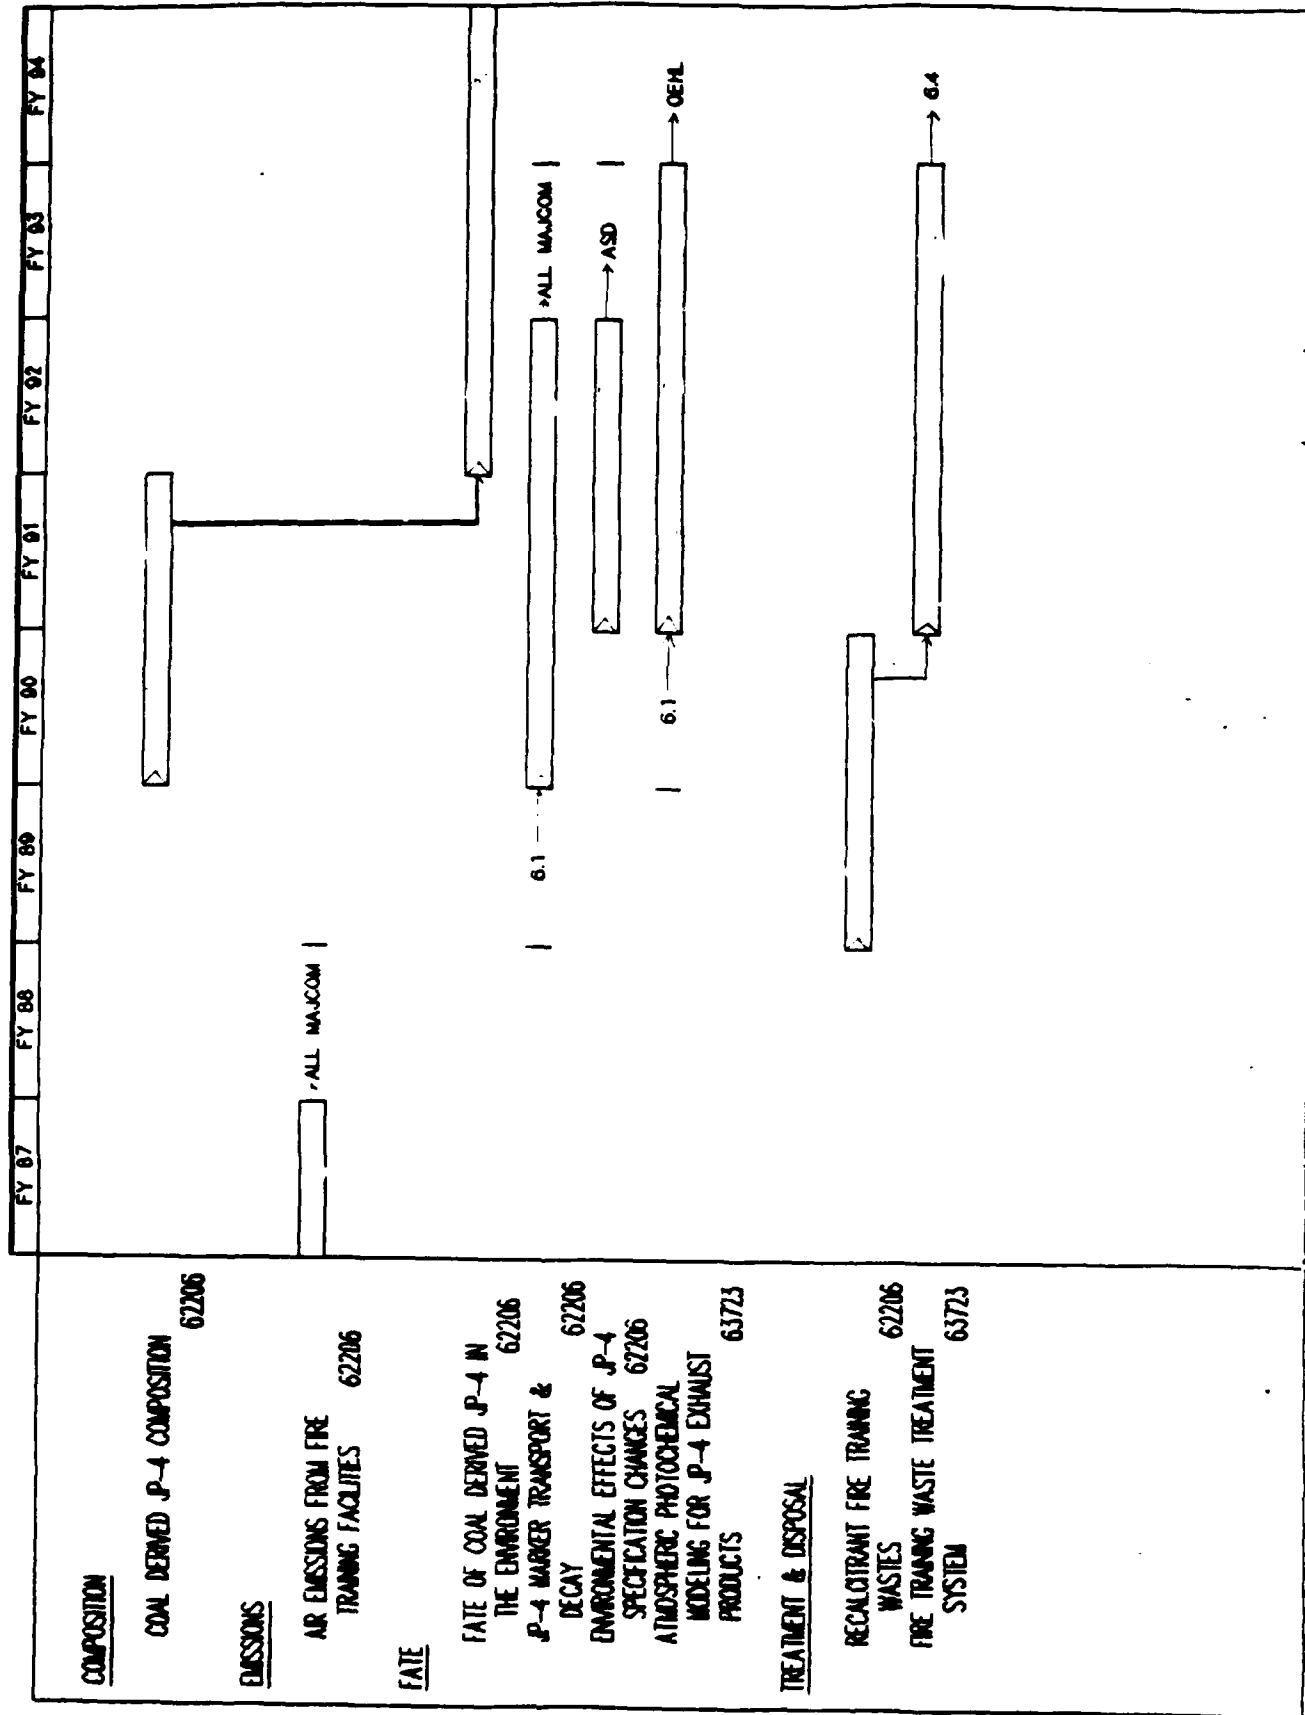 FY 87 FY 88 FY 89 FY 90 FY 91 FY 92 FY 93 FY 94
COMPOSITION
COAL DERIVED JP-4 COMPOSITION
62206
EMISSIONS
AIR EMISSIONS FROM FIRE
TRAINING FACILITIES 62206
ALL MAJCOM
FATE
FATE OF COAL DERIVED JP-4 IN
THE ENVIRONMENT 62206
JP-4 MARKER TRANSPORT &
DECAY 62206
6.1
ALL MAJCOM
ENVIRONMENTAL EFFECTS OF JP-4
SPECIFICATION CHANGES 62206
ASD
ATMOSPHERIC PHOTOCHEMICAL
MODELING FOR JP-4 EXHAUST
PRODUCTS 63723
6.1
OEHL
TREATMENT & DISPOSAL
RECALCITRANT FIRE TRAINING
WASTES 62206
FIRE TRAINING WASTE TREATMENT
SYSTEM 63723
6.4